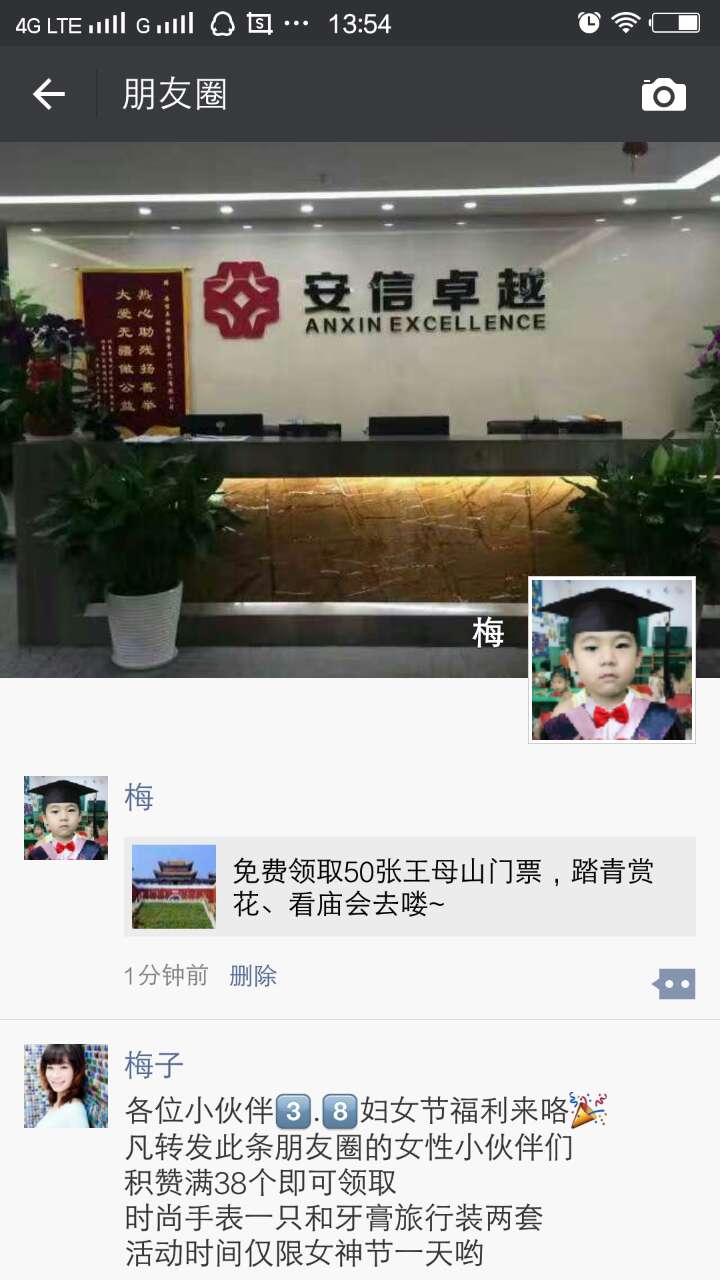 4G LTE G S 13:54
朋友圈
安信卓越
ANXIN EXCELLENCE
热心助残扬善举
大爱无疆做公益
梅
梅
免费领取50张王母山门票，踏青赏
花、看庙会去喽~
1分钟前 删除
梅子
各位小伙伴3️⃣.8️⃣妇女节福利来咯🎉
凡转发此条朋友圈的女性小伙伴们
积赞满38个即可领取
时尚手表一只和牙膏旅行装两套
活动时间仅限女神节一天哟